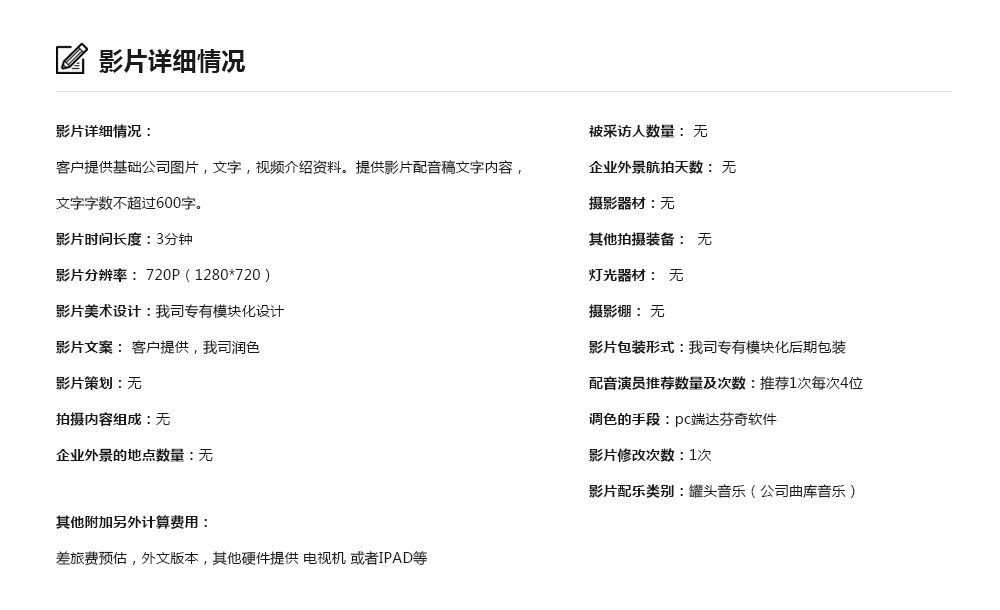 影片详细情况
影片详细情况：
客户提供基础公司图片，文字，视频介绍资料。提供影片配音稿文字内容，
文字字数不超过600字。
影片时间长度：3分钟
影片分辨率： 720P（1280*720）
影片美术设计：我司专有模块化设计
影片文案： 客户提供，我司润色
影片策划：无
拍摄内容组成：无
企业外景的地点数量：无
其他附加另外计算费用：
差旅费预估，外文版本，其他硬件提供 电视机 或者IPAD等
被采访人数量： 无
企业外景航拍天数： 无
摄影器材：无
其他拍摄装备： 无
灯光器材： 无
摄影棚： 无
影片包装形式：我司专有模块化后期包装
配音演员推荐数量及次数：推荐1次每次4位
调色的手段：pc端达芬奇软件
影片修改次数：1次
影片配乐类别：罐头音乐（公司曲库音乐）